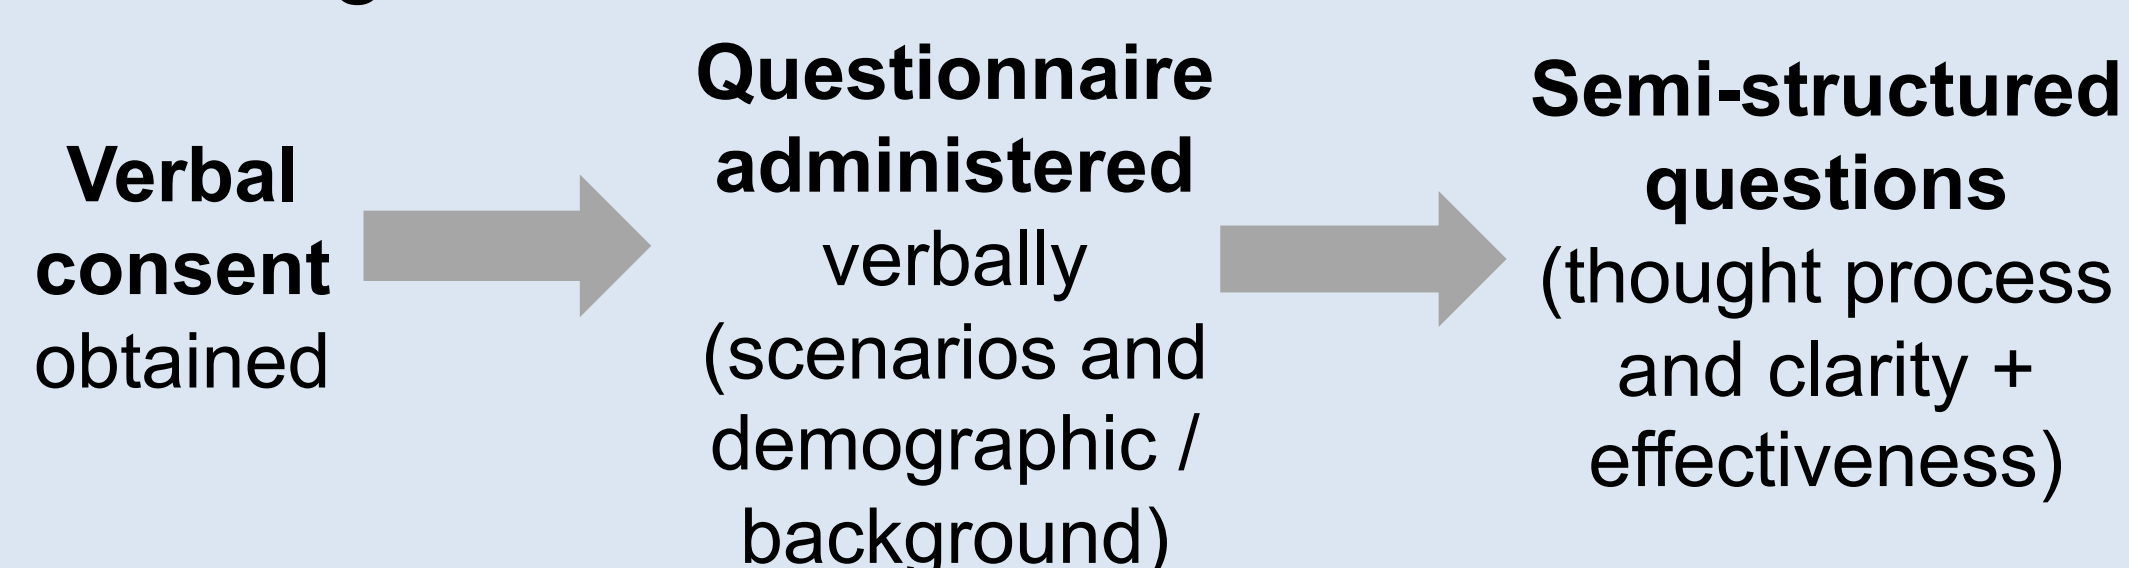 Verbal
consent
obtained
Questionnaire
administered
verbally
(scenarios and
demographic /
background)
Semi-structured
questions
(thought process
and clarity +
effectiveness)